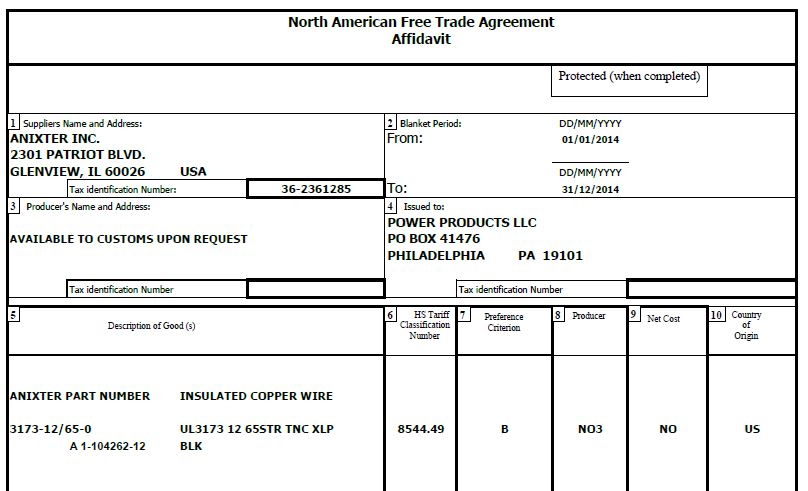 North American Free Trade Agreement
Affidavit
Protected (when completed)
1 Suppliers Name and Address:
ANIXTER INC.
2301 PATRIOT BLVD.
GLENVIEW, IL 60026 USA
Tax identification Number: 36-2361285
2 Blanket Period: DD/MM/YYYY
From: 01/01/2014
DD/MM/YYYY
To: 31/12/2014
3 Producer's Name and Address:
AVAILABLE TO CUSTOMS UPON REQUEST
Tax identification Number
4 Issued to:
POWER PRODUCTS LLC
PO BOX 41476
PHILADELPHIA PA 19101
Tax identification Number
5 Description of Good (s)
6 HS Tariff
Classification
Number
7 Preference
Criterion
8 Producer
9 Net Cost
10 Country
of
Origin
ANIXTER PART NUMBER INSULATED COPPER WIRE
3173-12/65-0 UL3173 12 65STR TNC XLP 8544.49 B NO3 NO US
A 1-104262-12 BLK